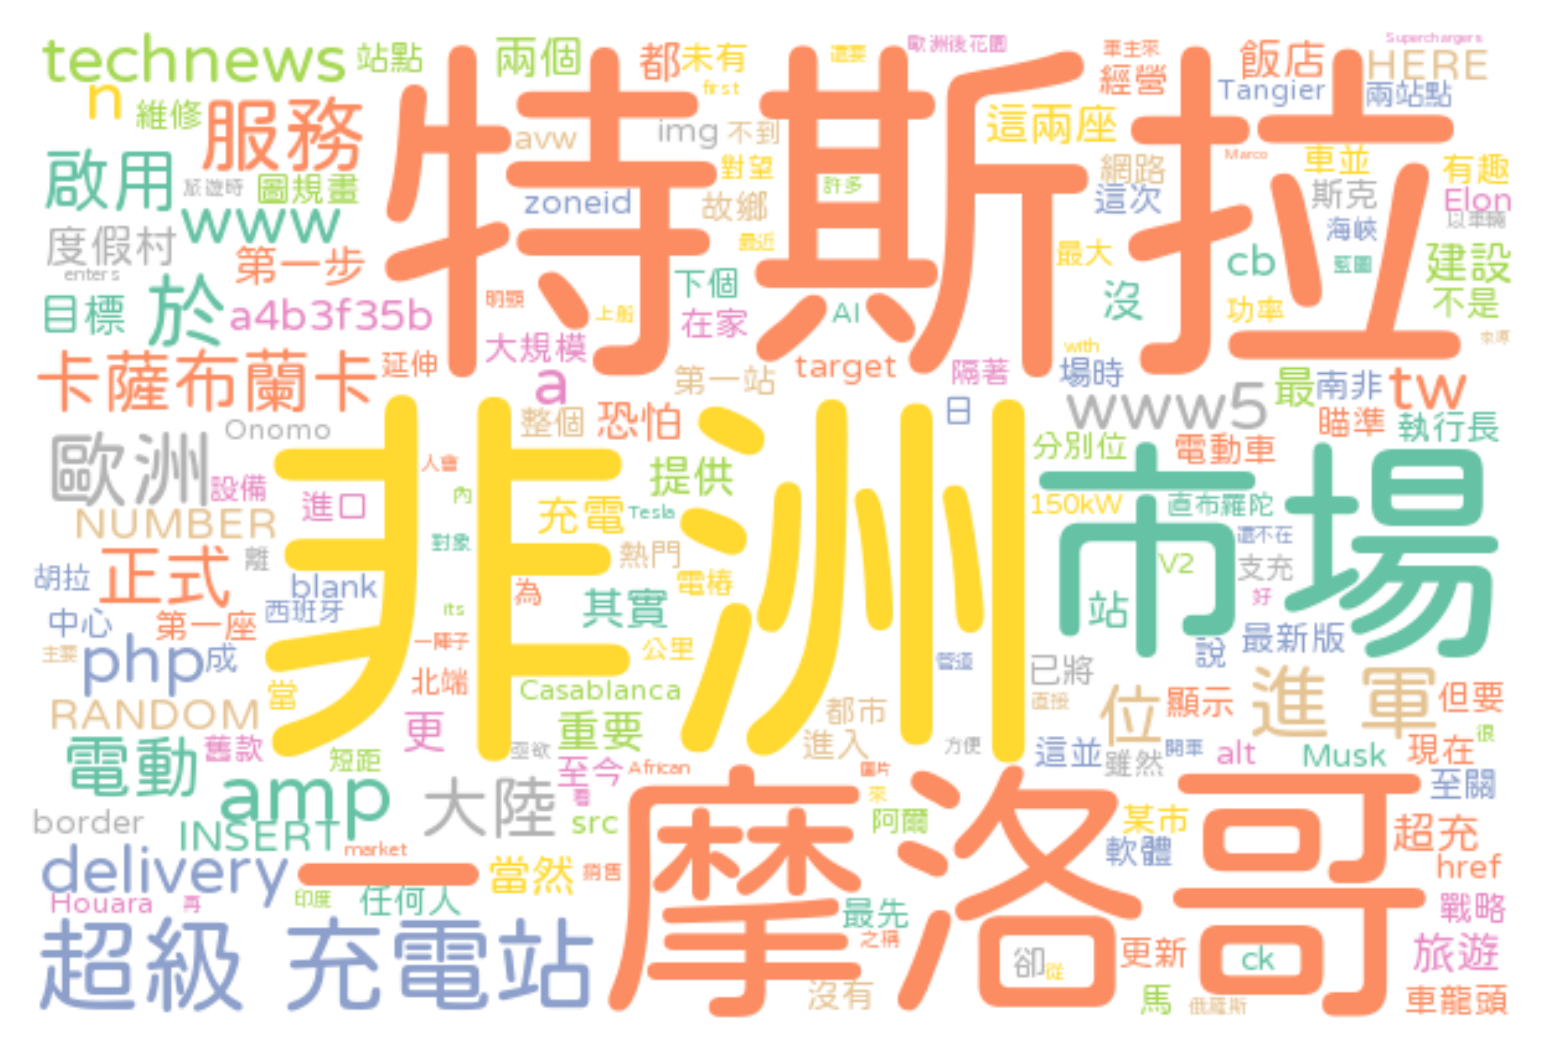 technews 站點 兩個 都 未有 還要 歐洲後花園 車主來 飯店 Superchargers HERE
n 維修 服務 特斯拉 first 經營 Tangier 兩站點
avw img 不到 這兩座 Marco 車並 有趣
啟用 旅遊時 圖規畫 zoneid 對望 許多 網路 這次 斯克 Elon
www 故鄉 以車輛
度假村 第一步 最近 最大 cb 海峽 藍圖 建設
enters 明顯 上船 下個 沒 功率 不是
目標 於 a4b3f35b 大規模 在家 AI with
卡薩布蘭卡 延伸 a 第一站 target 隔著 場時 最 南非 tw
Onomo 整個 恐怕 日 www5 瞄準 執行長
歐洲 設備 人會 非洲 提供 分別位 電動車 市場
NUMBER 進口 內 充電 Tesla 150kW 直布羅陀
正式 離 對象 熱門 還不在
胡拉 blank 為 電樁 V2 支充
中心 第一座 西班牙 its 其實 站 好
主要 php 成 一陣子 公里 管道 說 最新版
當 北端 Casablanca 已將
RANDOM 更 重要 都市 直接 位 顯示 進軍 但要
電動 舊款 短距 亟欲 進入 方便 這並 開車 雖然 alt Musk 現在 很
amp 大陸 至今 African 圖片 至關
border INSERT 看 src 摩洛哥 來 阿爾 某市 超充
delivery market 一 當然 銷售 軟體 href
Houara 再 印度 任何人 最先 戰略
超級 充電站 之稱 卻 從 更新 ck 旅遊
沒有 馬 俄羅斯 車龍頭